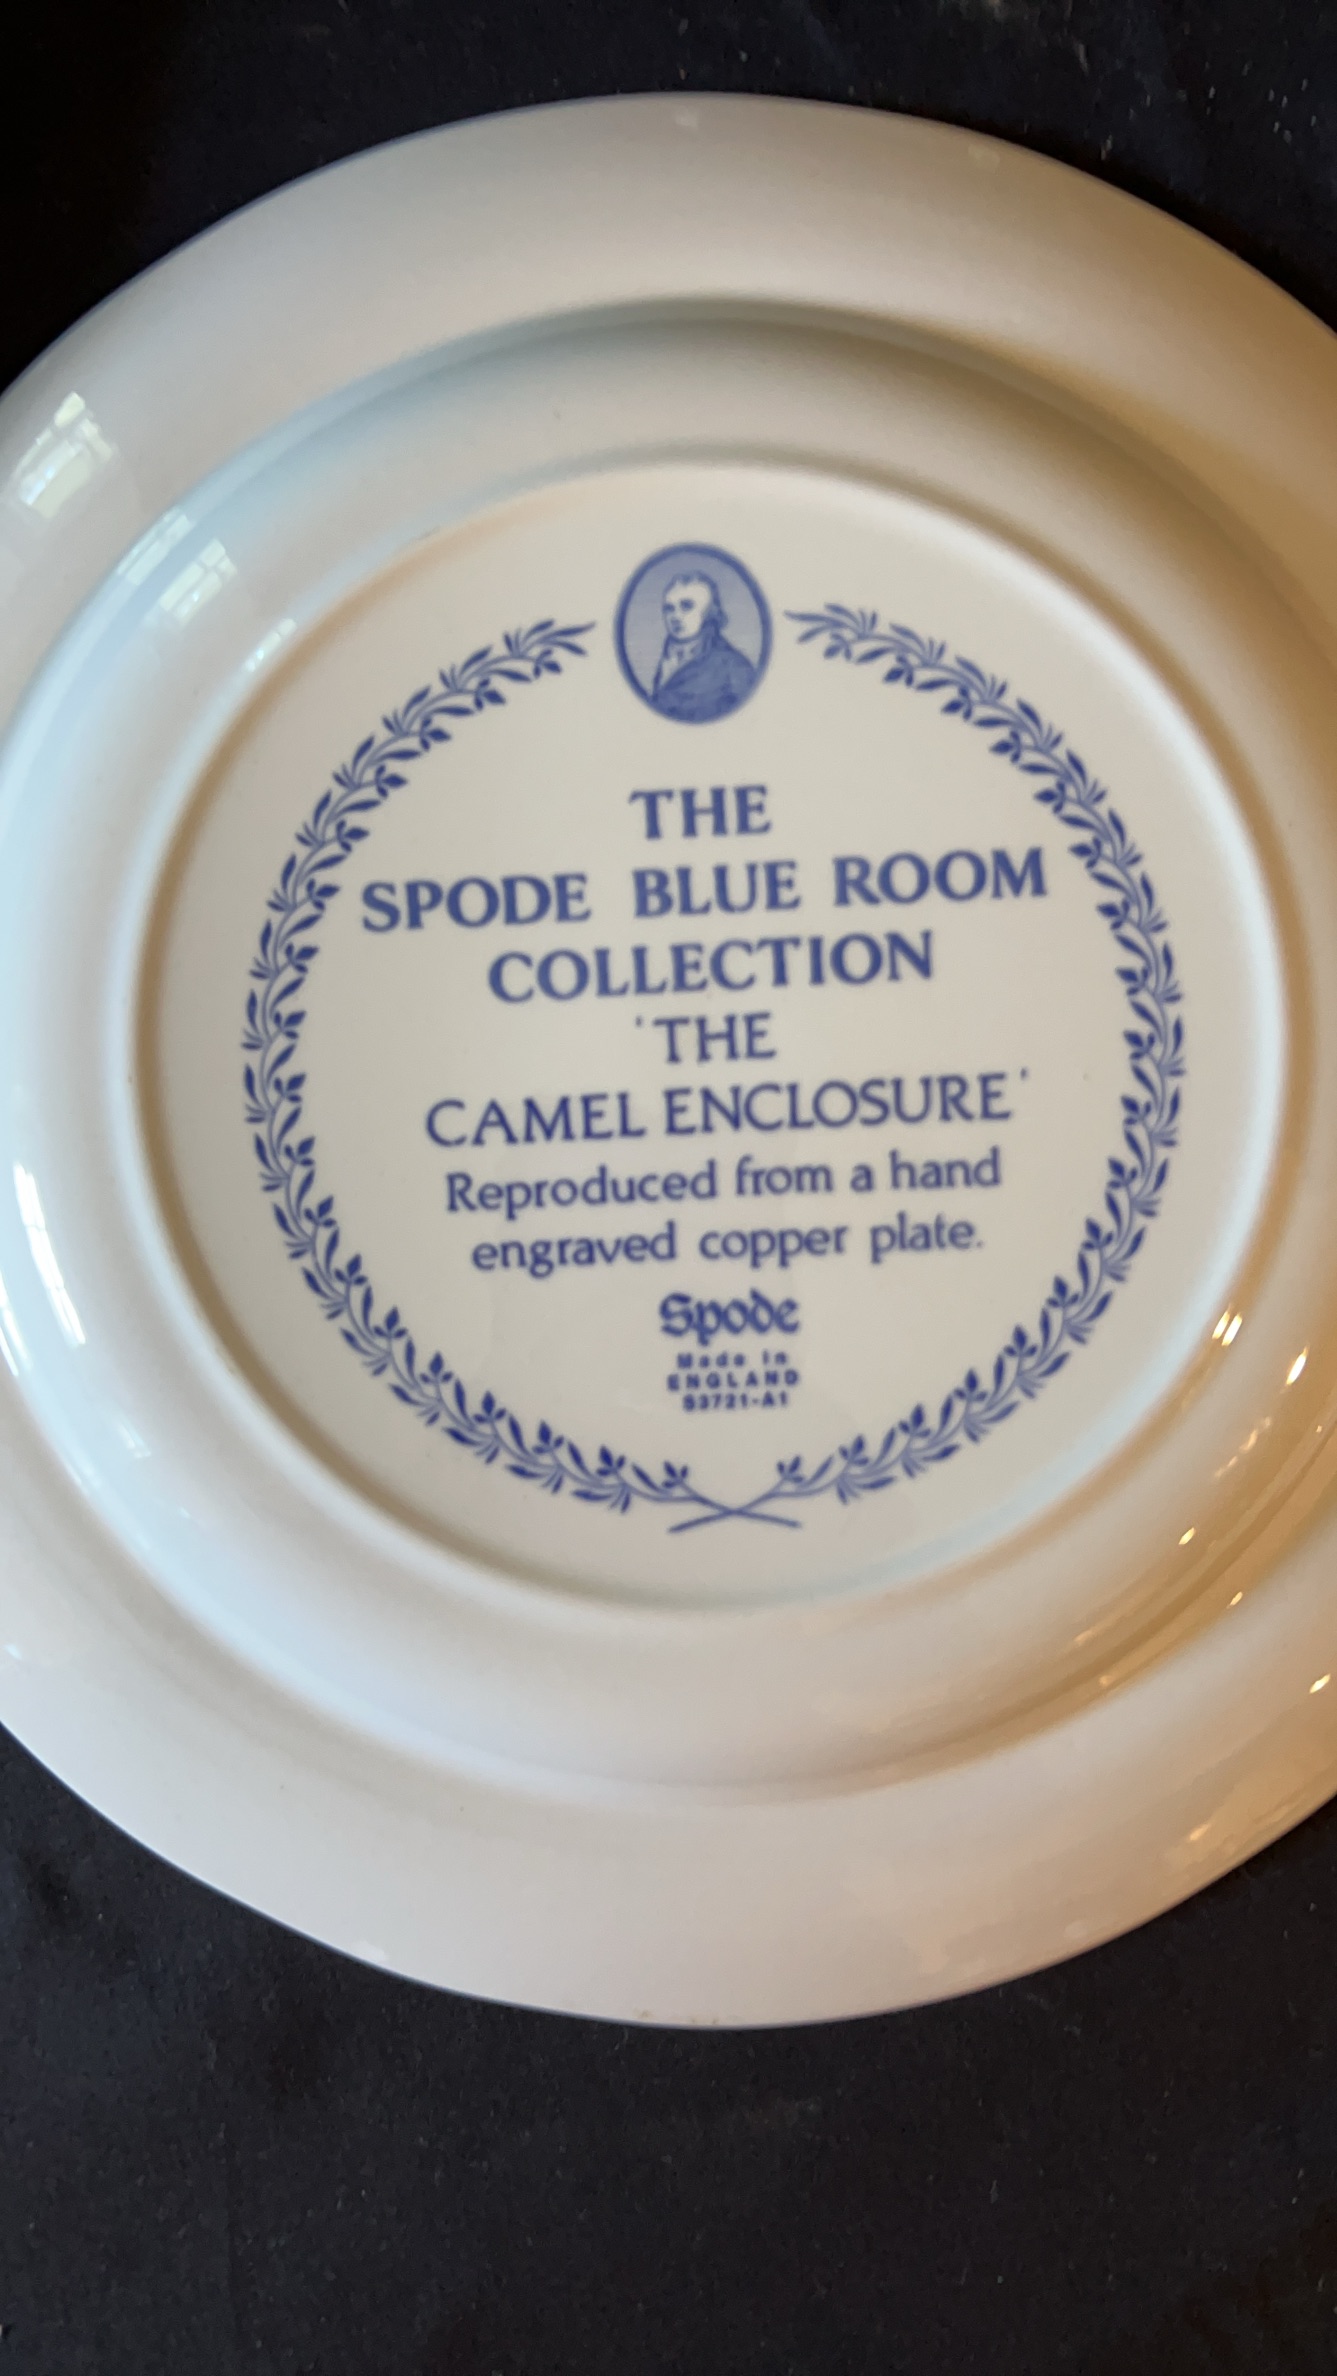 THE
SPODE BLUE ROOM
COLLECTION
'THE
CAMEL ENCLOSURE'
Reproduced from a hand
engraved copper plate.
Spode
Made in
ENGLAND
S3721-A1